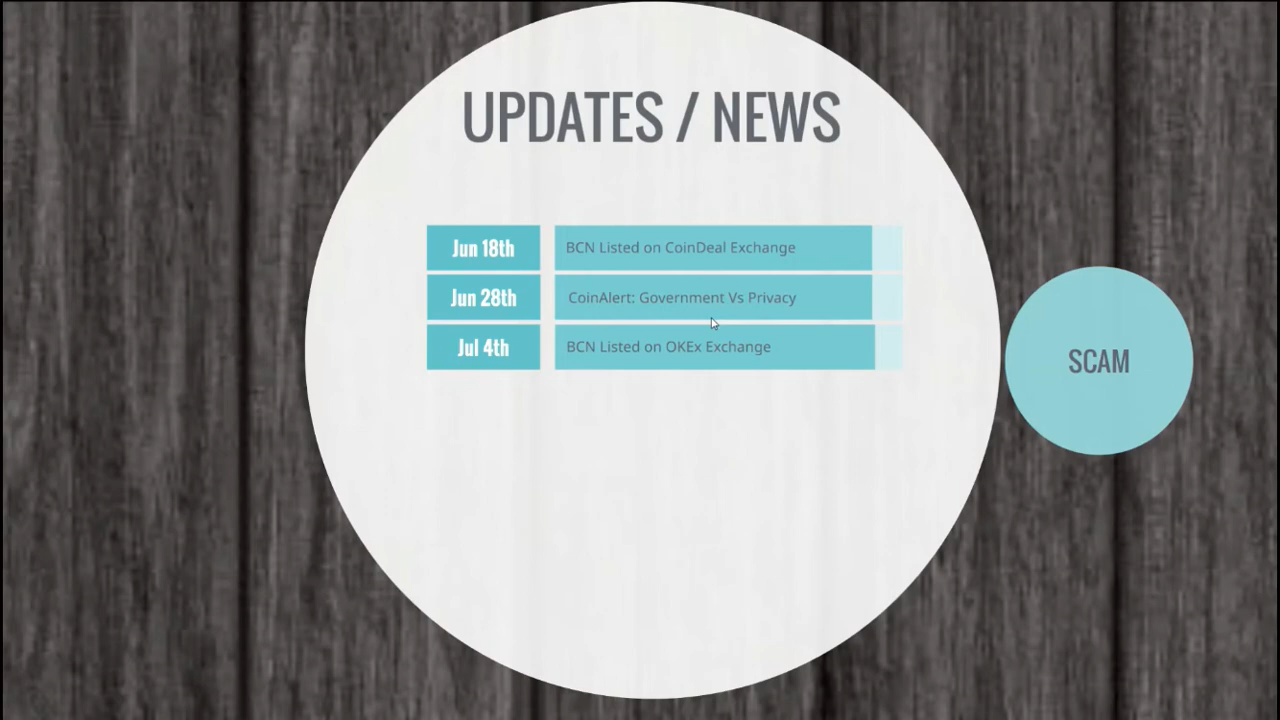 UPDATES / NEWS
Jun 18th BCN Listed on CoinDeal Exchange
Jun 28th CoinAlert: Government Vs Privacy
Jul 4th BCN Listed on OKEx Exchange
SCAM